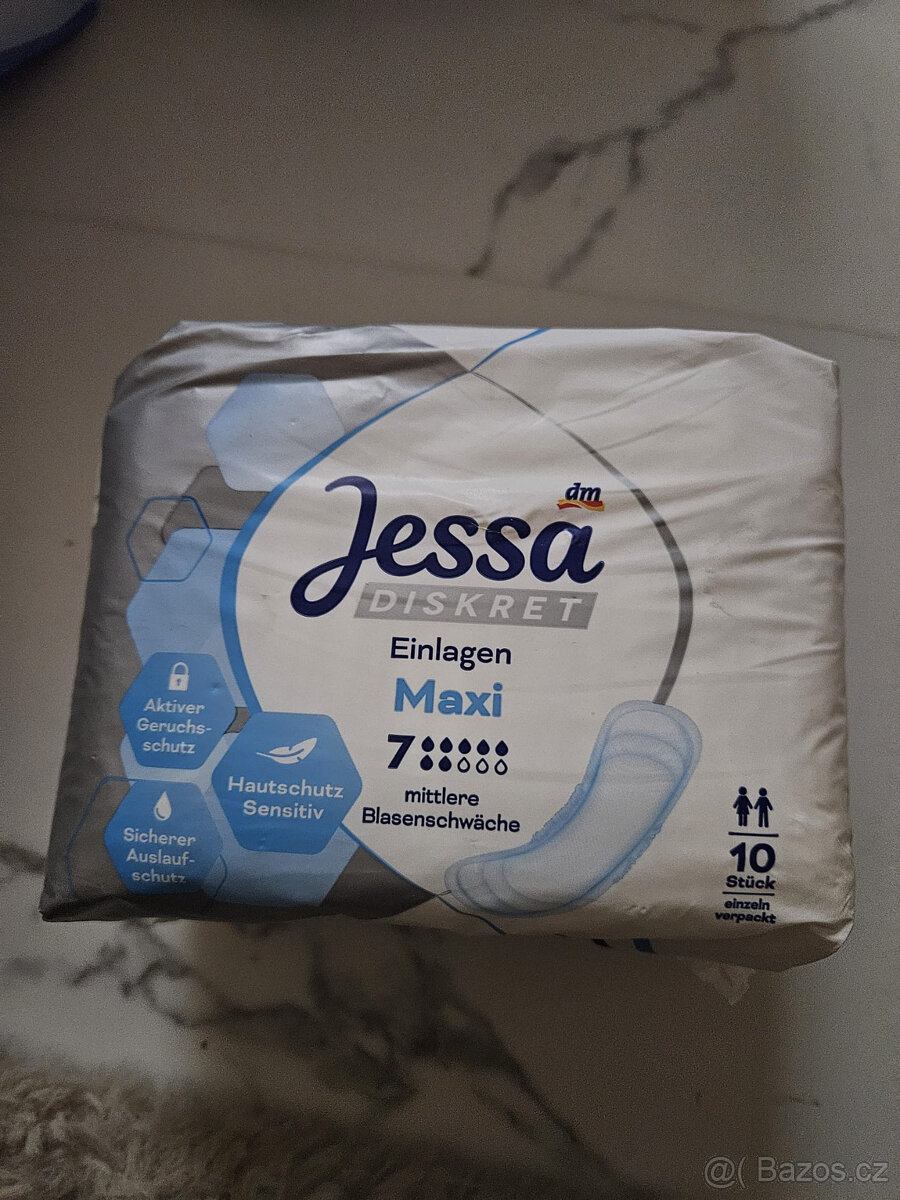 dm
Jessa
DISKRET
Einlagen
Maxi
7
mittlere
Blasenschwäche
Aktiver
Geruchs-
schutz
Hautschutz
Sensitiv
Sicherer
Auslauf-
schutz
10
Stück
einzeln
verpackt
@( Bazos.cz